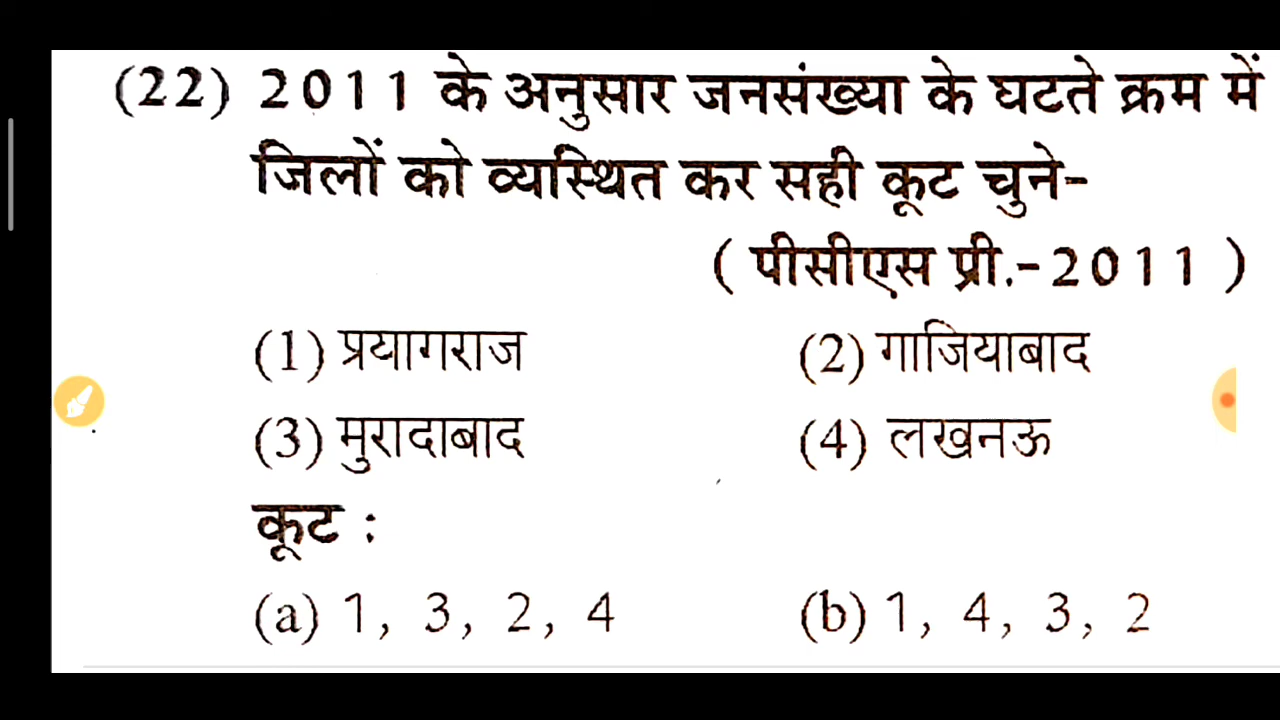 (22) 2011 के अनुसार जनसंख्या के घटते क्रम में
जिलों को व्यस्थित कर सही कूट चुने-
( पीसीएस प्री.-2011 )
(1) प्रयागराज (2) गाजियाबाद
(3) मुरादाबाद (4) लखनऊ
कूट :
(a) 1, 3, 2, 4 (b) 1, 4, 3, 2